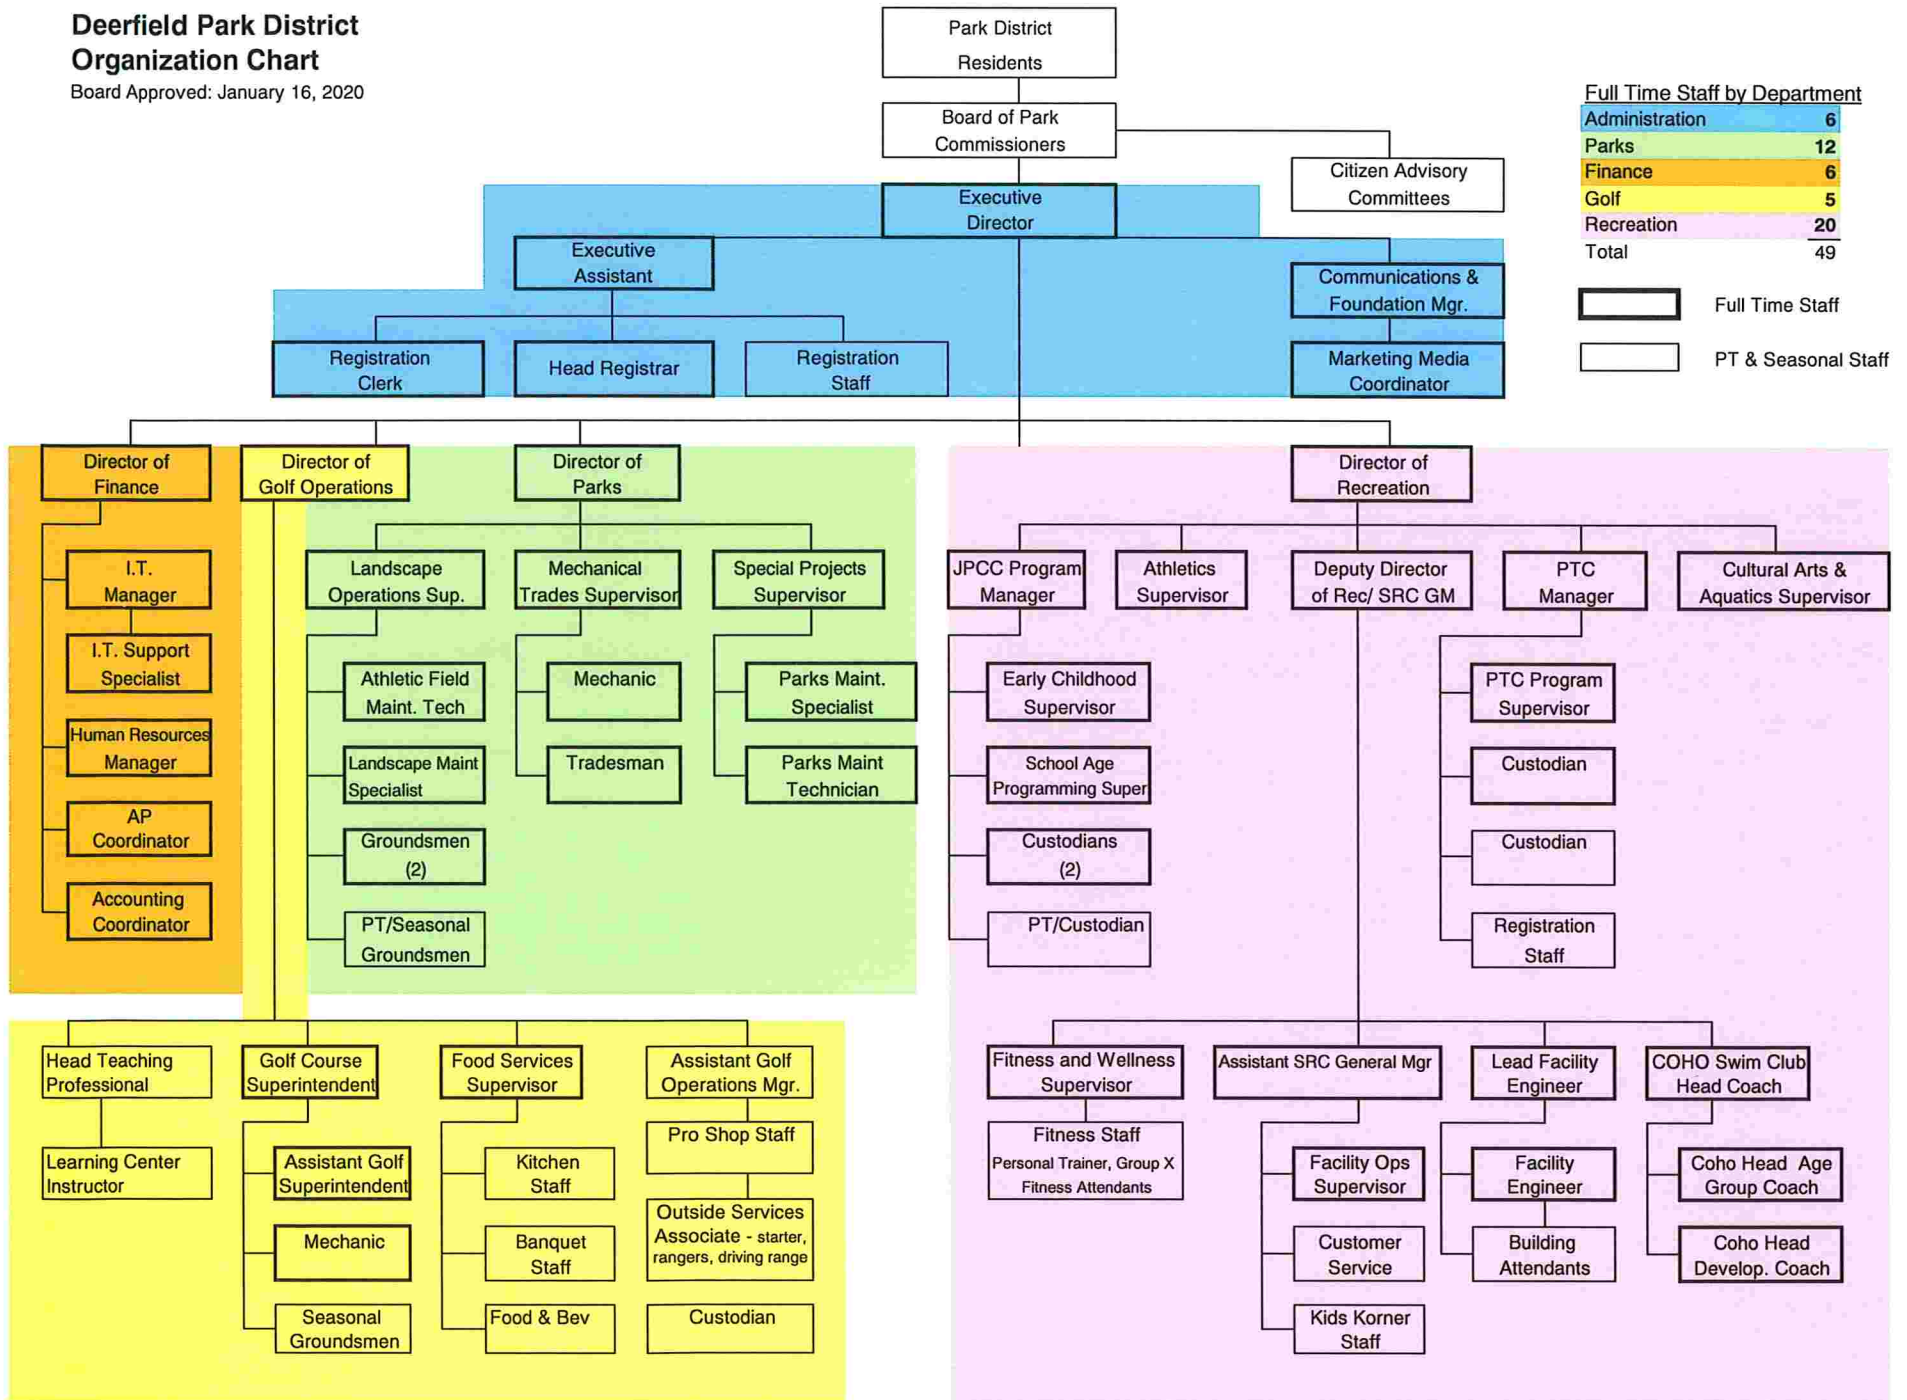 Deerfield Park District
Organization Chart
Board Approved: January 16, 2020
Park District
Residents
Board of Park
Commissioners
Citizen Advisory
Committees
Full Time Staff by Department
Administration 6
Parks 12
Finance 6
Golf 5
Recreation 20
Total 49
Full Time Staff
PT & Seasonal Staff
Executive
Director
Executive
Assistant
Communications &
Foundation Mgr.
Registration
Clerk
Head Registrar
Registration
Staff
Marketing Media
Coordinator
Director of
Finance
Director of
Golf Operations
Director of
Parks
Director of
Recreation
I.T.
Manager
I.T. Support
Specialist
Human Resources
Manager
AP
Coordinator
Accounting
Coordinator
Landscape
Operations Sup.
Mechanical
Trades Supervisor
Special Projects
Supervisor
Athletic Field
Maint. Tech
Landscape Maint
Specialist
Groundsmen
(2)
PT/Seasonal
Groundsmen
Mechanic
Tradesman
Parks Maint.
Specialist
Parks Maint
Technician
JPCC Program
Manager
Athletics
Supervisor
Deputy Director
of Rec/ SRC GM
PTC
Manager
Cultural Arts &
Aquatics Supervisor
Early Childhood
Supervisor
School Age
Programming Super
Custodians
(2)
PT/Custodian
PTC Program
Supervisor
Custodian
Custodian
Registration
Staff
Head Teaching
Professional
Learning Center
Instructor
Golf Course
Superintendent
Assistant Golf
Superintendent
Mechanic
Seasonal
Groundsmen
Food Services
Supervisor
Kitchen
Staff
Banquet
Staff
Food & Bev
Assistant Golf
Operations Mgr.
Pro Shop Staff
Outside Services
Associate - starter,
rangers, driving range
Custodian
Fitness and Wellness
Supervisor
Fitness Staff
Personal Trainer, Group X
Fitness Attendants
Assistant SRC General Mgr
Facility Ops
Supervisor
Customer
Service
Kids Korner
Staff
Lead Facility
Engineer
Facility
Engineer
Building
Attendants
COHO Swim Club
Head Coach
Coho Head Age
Group Coach
Coho Head
Develop. Coach